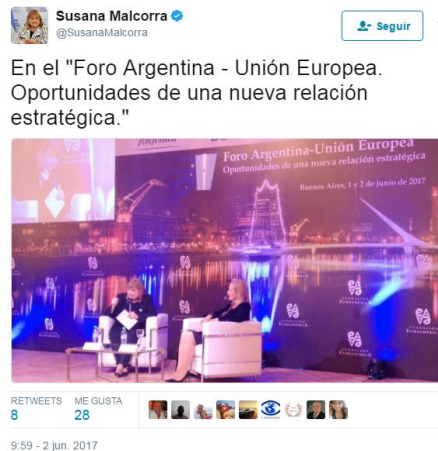 Susana Malcorra
@SusanaMalcorra
Seguir
En el "Foro Argentina - Unión Europea.
Oportunidades de una nueva relación
estratégica."
Foro Argentina-Unión Europea
Oportunidades de una nueva relación estratégica
Buenos Aires, 1 y 2 de junio de 2017
RETWEETS
8
ME GUSTA
28
9:59 - 2 jun. 2017